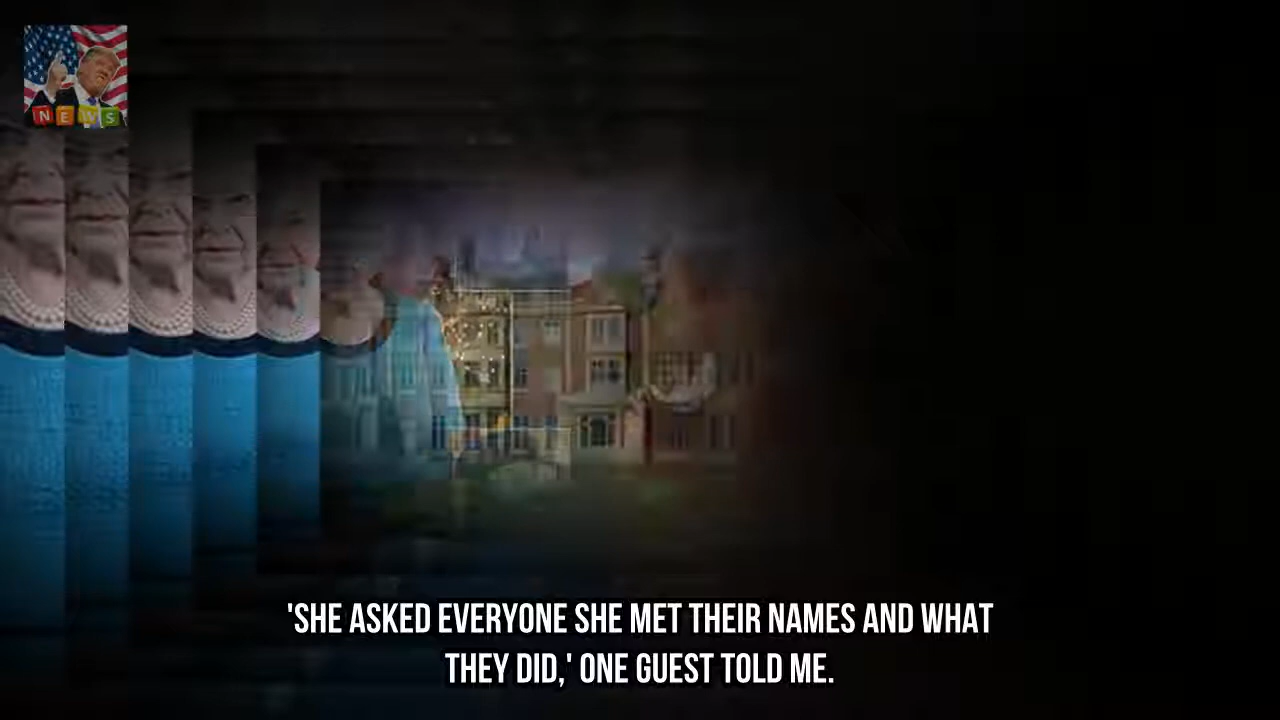 NEWS
'SHE ASKED EVERYONE SHE MET THEIR NAMES AND WHAT
THEY DID,' ONE GUEST TOLD ME.